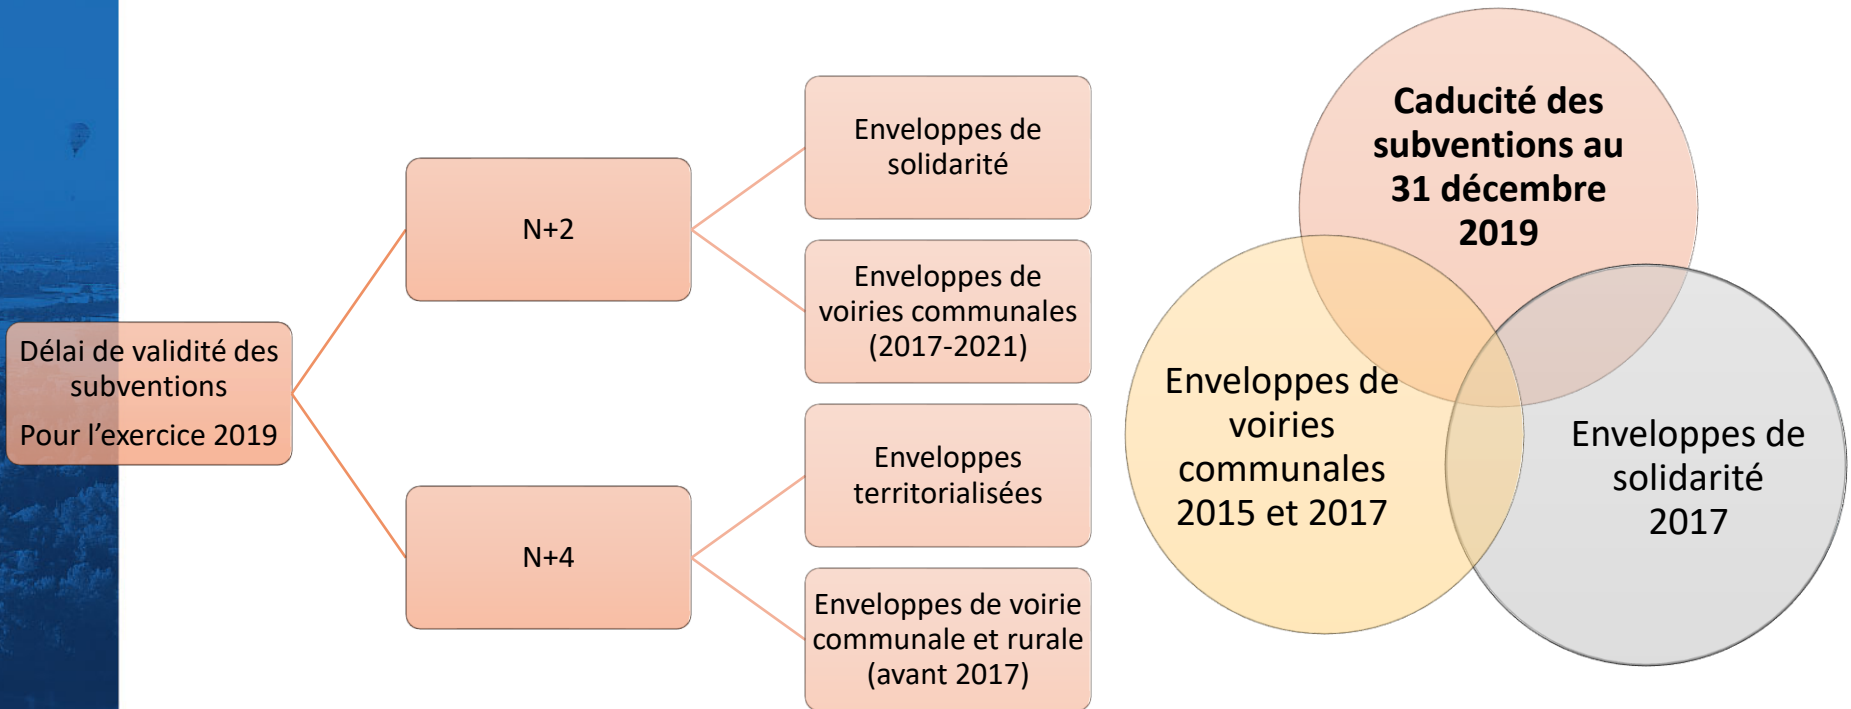 Délai de validité des
subventions
Pour l'exercice 2019
N+2
Enveloppes de
solidarité
Enveloppes de
voiries communales
(2017-2021)
N+4
Enveloppes
territorialisées
Enveloppes de voirie
communale et rurale
(avant 2017)
Caducité des
subventions au
31 décembre
2019
Enveloppes de
voiries
communales
2015 et 2017
Enveloppes de
solidarité
2017